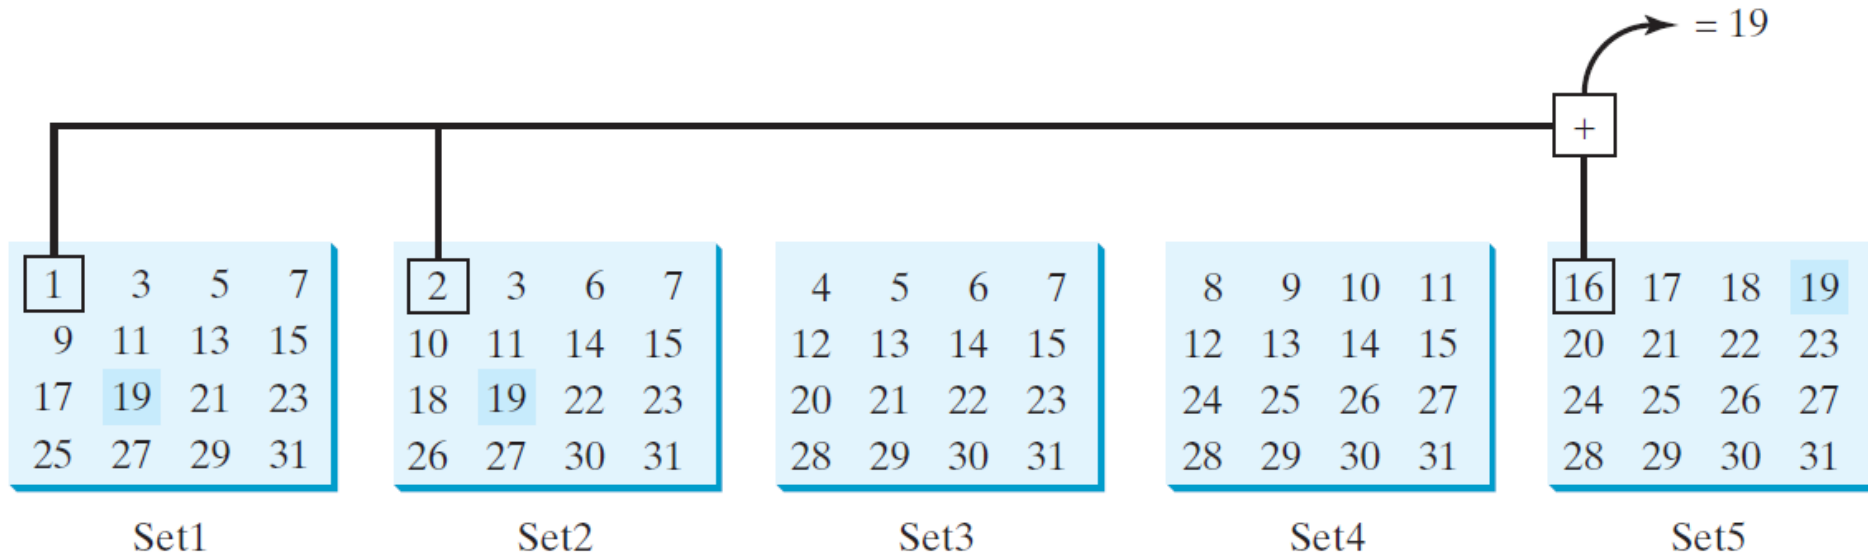 = 19
+
1 3 5 7
9 11 13 15
17 19 21 23
25 27 29 31
Set1
2 3 6 7
10 11 14 15
18 19 22 23
26 27 30 31
Set2
4 5 6 7
12 13 14 15
20 21 22 23
28 29 30 31
Set3
8 9 10 11
12 13 14 15
24 25 26 27
28 29 30 31
Set4
16 17 18 19
20 21 22 23
24 25 26 27
28 29 30 31
Set5